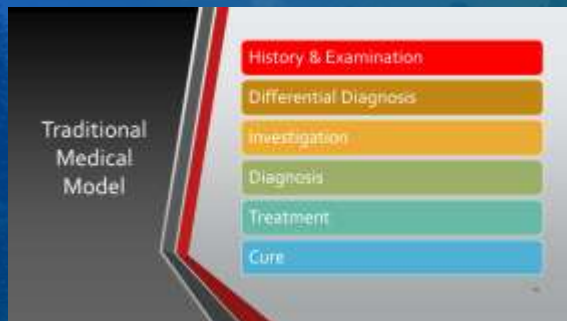 Traditional
Medical
Model
History & Examination
Differential Diagnosis
Investigation
Diagnosis
Treatment
Cure